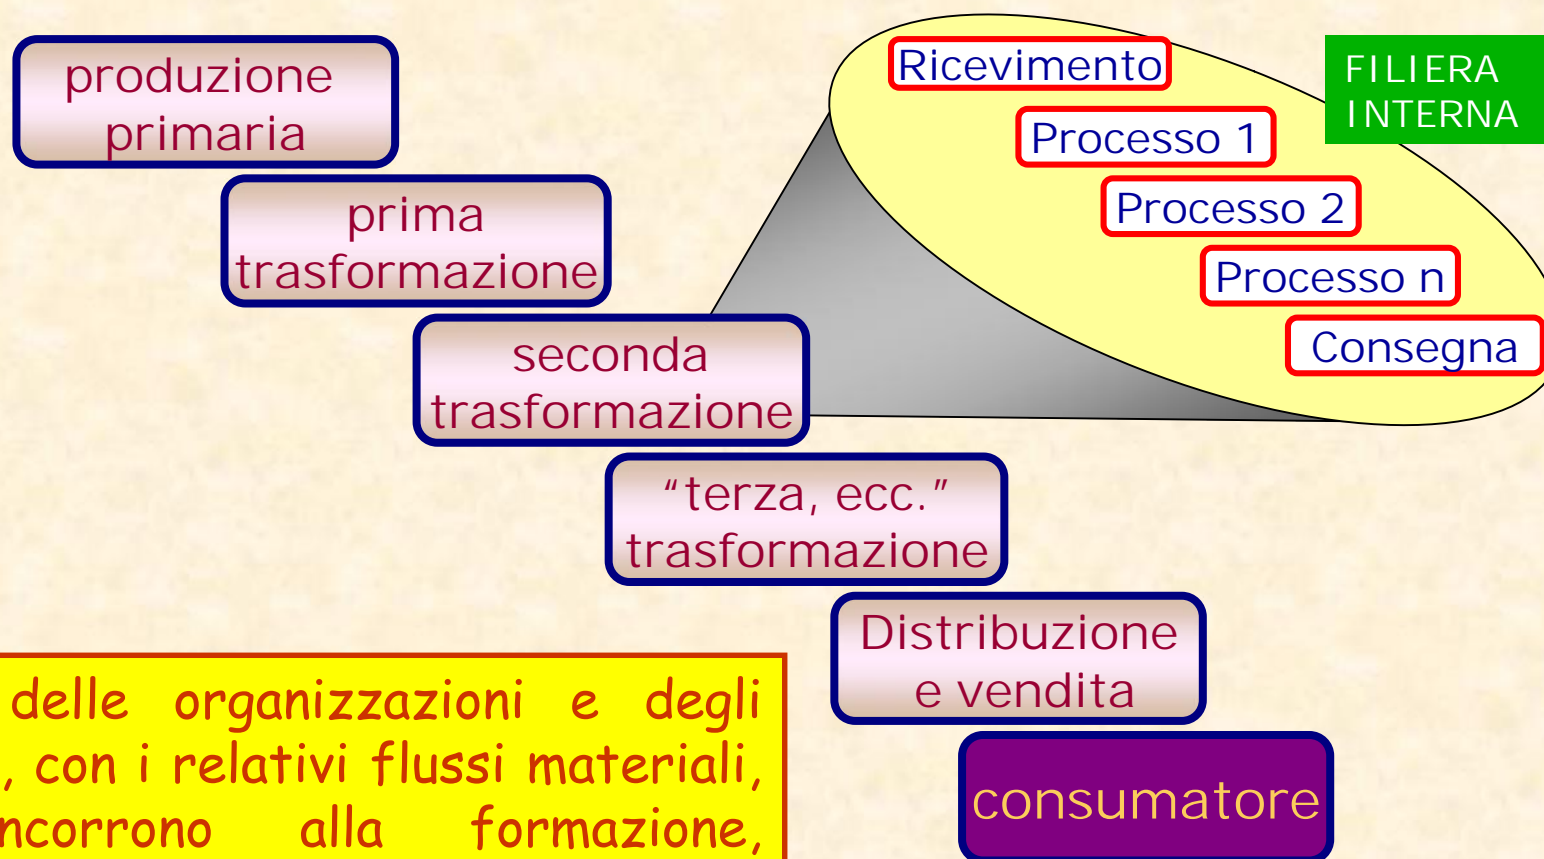 produzione
primaria
prima
trasformazione
seconda
trasformazione
“terza, ecc.”
trasformazione
Distribuzione
e vendita
consumatore
FILIERA
INTERNA
Ricevimento
Processo 1
Processo 2
Processo n
Consegna
delle organizzazioni e degli
, con i relativi flussi materiali,
ncorrono alla formazione,